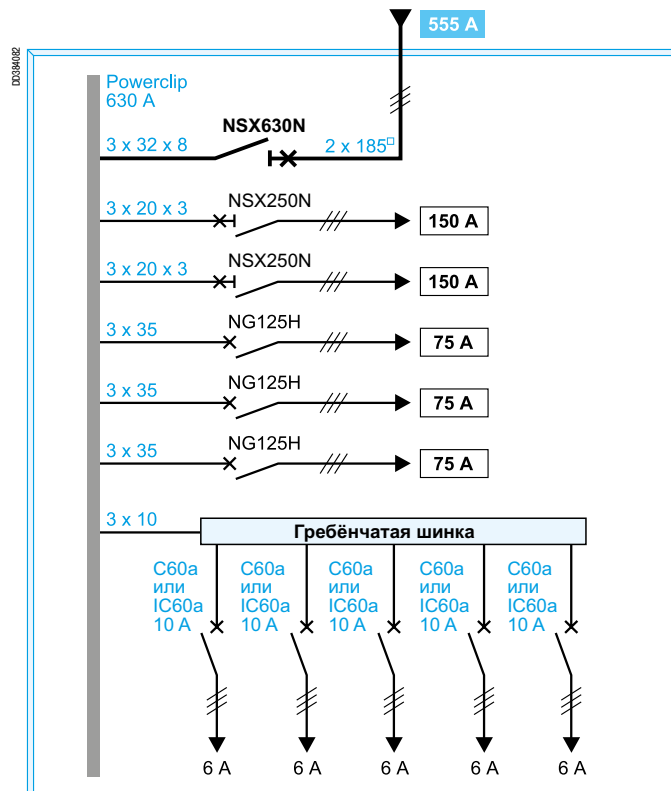 555 A
DD384082
Powerclip
630 A
NSX630N
3 x 32 x 8
2 x 185□
NSX250N
3 x 20 x 3
150 A
NSX250N
3 x 20 x 3
150 A
NG125H
3 x 35
75 A
NG125H
3 x 35
75 A
NG125H
3 x 35
75 A
3 x 10
Гребёнчатая шинка
C60a
или
IC60a
10 A
C60a
или
IC60a
10 A
C60a
или
IC60a
10 A
C60a
или
IC60a
10 A
C60a
или
IC60a
10 A
6 A
6 A
6 A
6 A
6 A